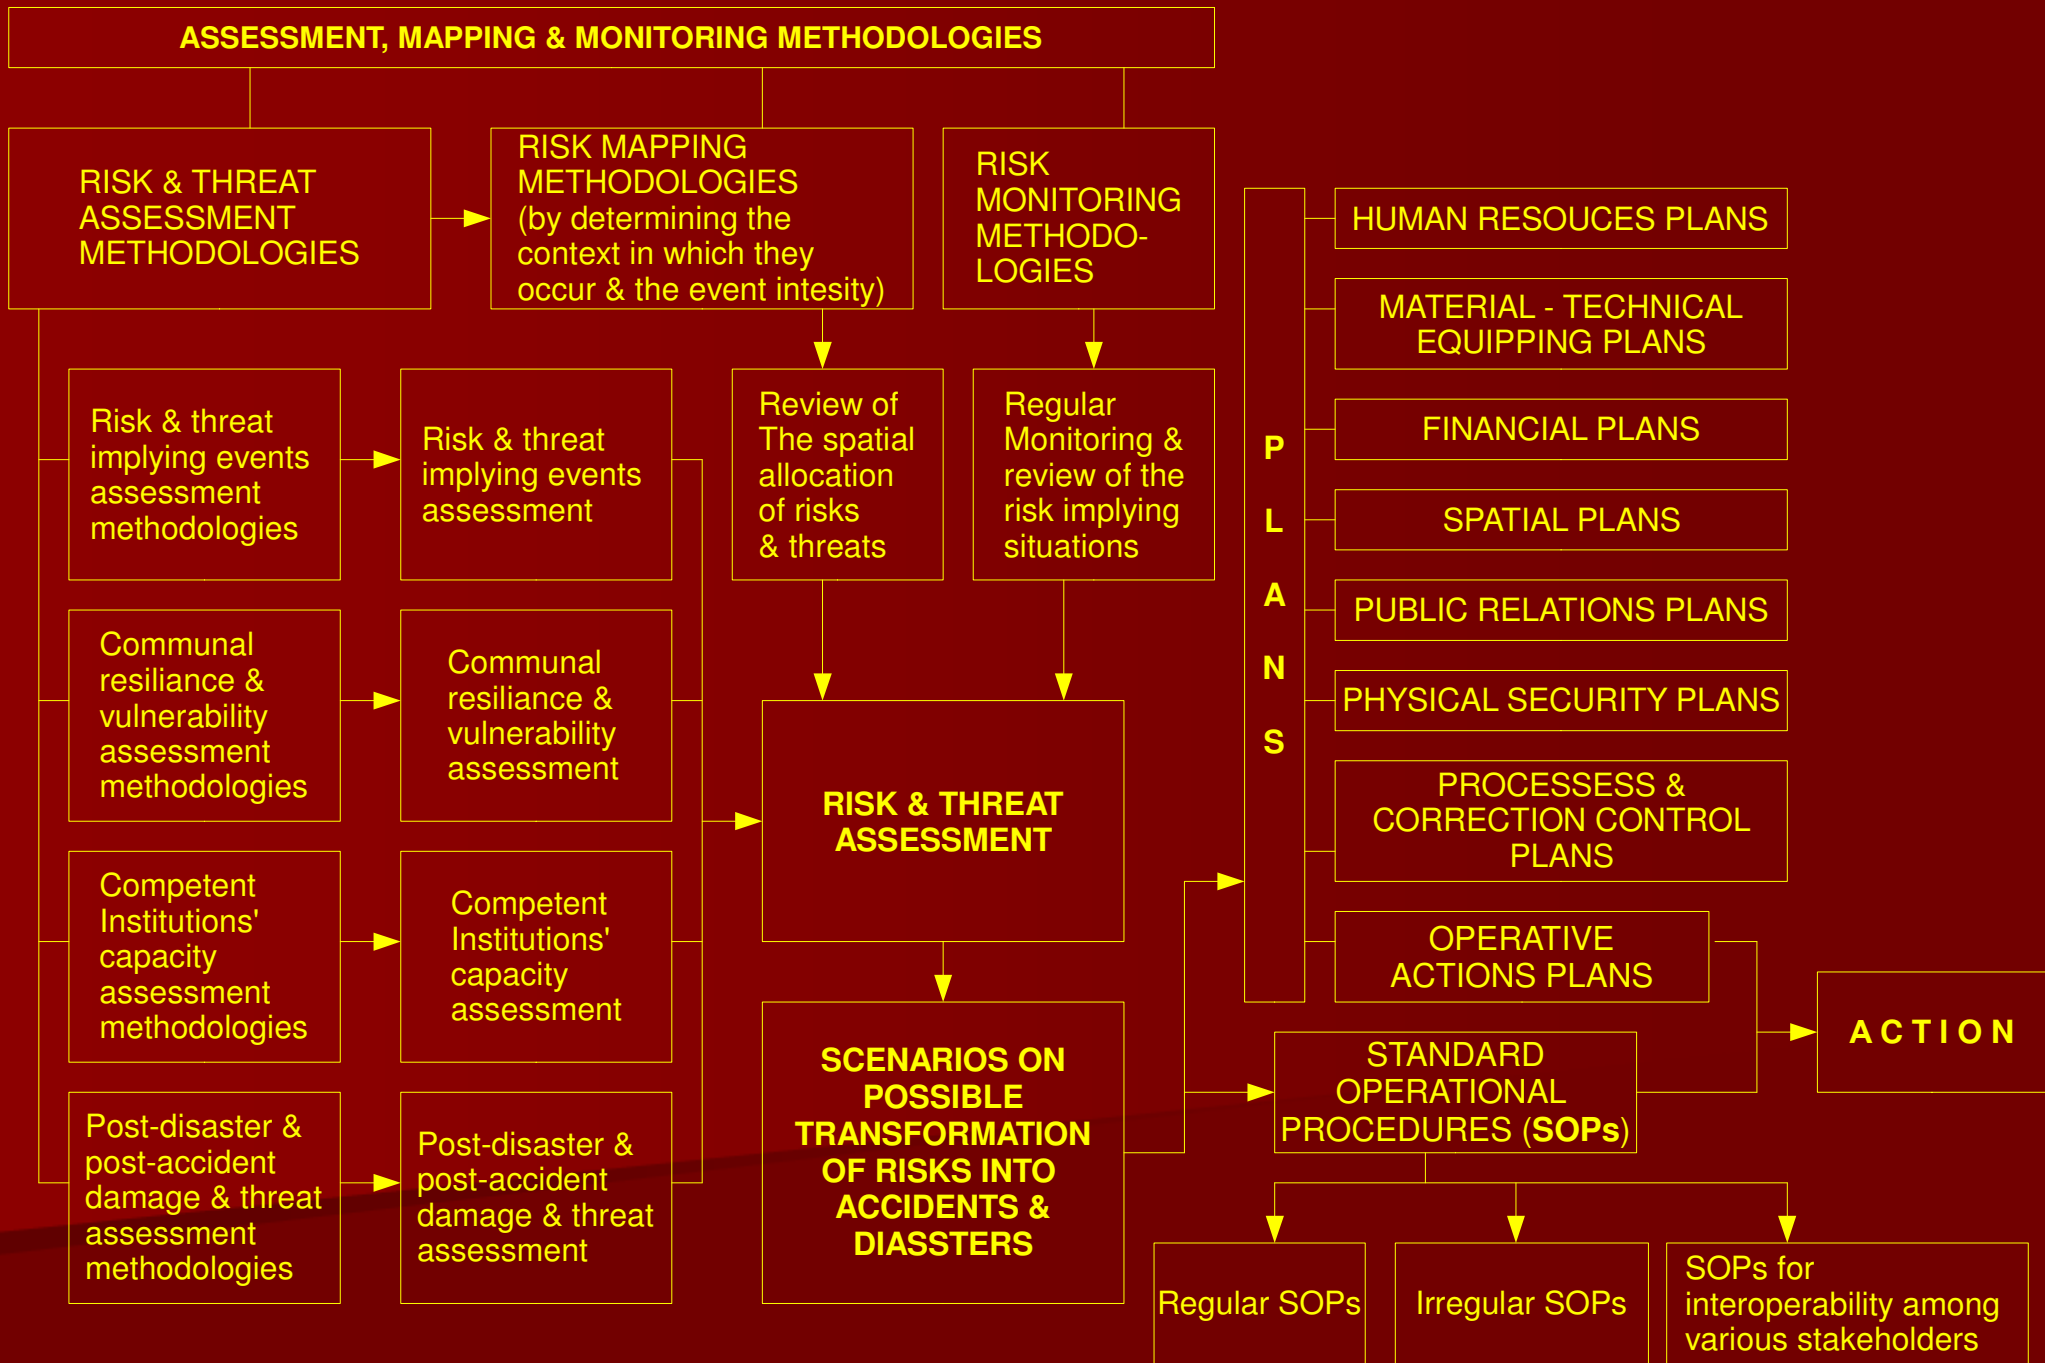 ASSESSMENT, MAPPING & MONITORING METHODOLOGIES
RISK & THREAT
ASSESSMENT
METHODOLOGIES
RISK MAPPING
METHODOLOGIES
(by determining the
context in which they
occur & the event intesity)
RISK
MONITORING
METHODO-
LOGIES
Risk & threat
implying events
assessment
methodologies
Risk & threat
implying events
assessment
Review of
The spatial
allocation
of risks
& threats
Regular
Monitoring &
review of the
risk implying
situations
Communal
resiliance &
vulnerability
assessment
methodologies
Communal
resiliance &
vulnerability
assessment
Competent
Institutions'
capacity
assessment
methodologies
Competent
Institutions'
capacity
assessment
Post-disaster &
post-accident
damage & threat
assessment
methodologies
Post-disaster &
post-accident
damage & threat
assessment
RISK & THREAT
ASSESSMENT
SCENARIOS ON
POSSIBLE
TRANSFORMATION
OF RISKS INTO
ACCIDENTS &
DIASSTERS
P
L
A
N
S
HUMAN RESOUCES PLANS
MATERIAL - TECHNICAL
EQUIPPING PLANS
FINANCIAL PLANS
SPATIAL PLANS
PUBLIC RELATIONS PLANS
PHYSICAL SECURITY PLANS
PROCESSESS &
CORRECTION CONTROL
PLANS
OPERATIVE
ACTIONS PLANS
STANDARD
OPERATIONAL
PROCEDURES (SOPs)
A C T I O N
Regular SOPs
Irregular SOPs
SOPs for
interoperability among
various stakeholders